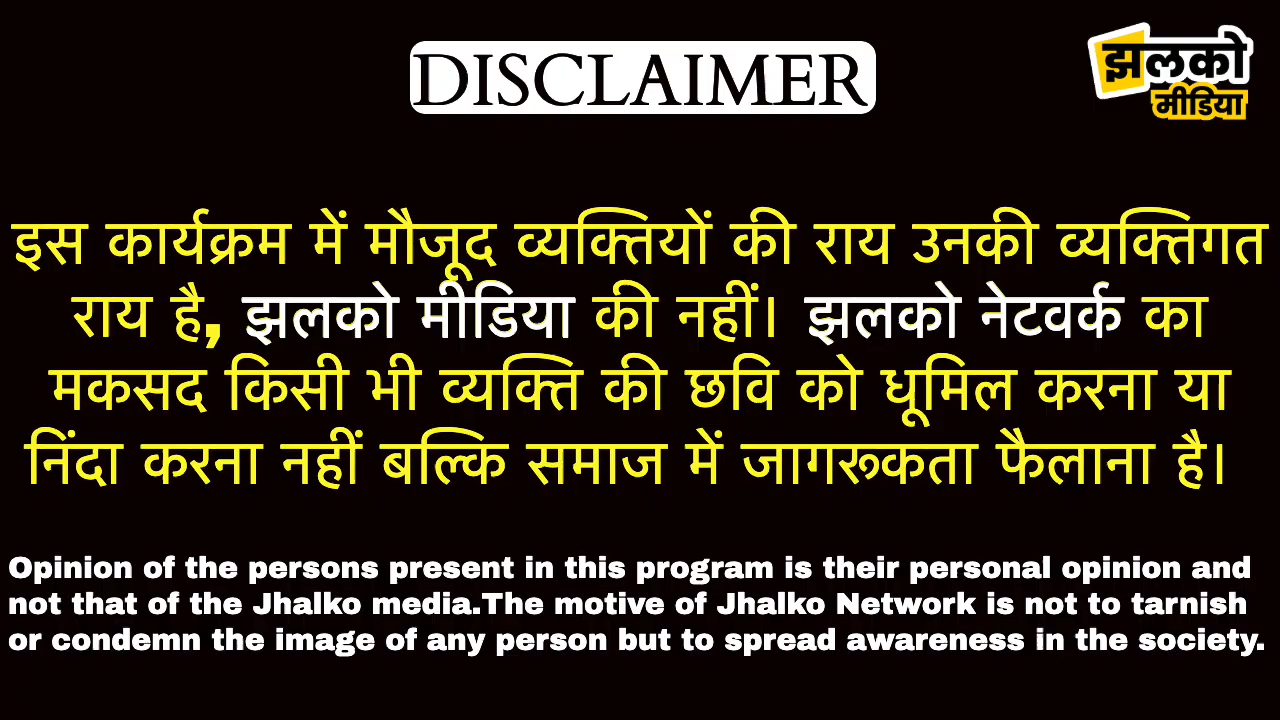 DISCLAIMER
झलको
मीडिया
इस कार्यक्रम में मौजूद व्यक्तियों की राय उनकी व्यक्तिगत
राय है, झलको मीडिया की नहीं। झलको नेटवर्क का
मकसद किसी भी व्यक्ति की छवि को धूमिल करना या
निंदा करना नहीं बल्कि समाज में जागरूकता फैलाना है।
Opinion of the persons present in this program is their personal opinion and
not that of the Jhalko media.The motive of Jhalko Network is not to tarnish
or condemn the image of any person but to spread awareness in the society.